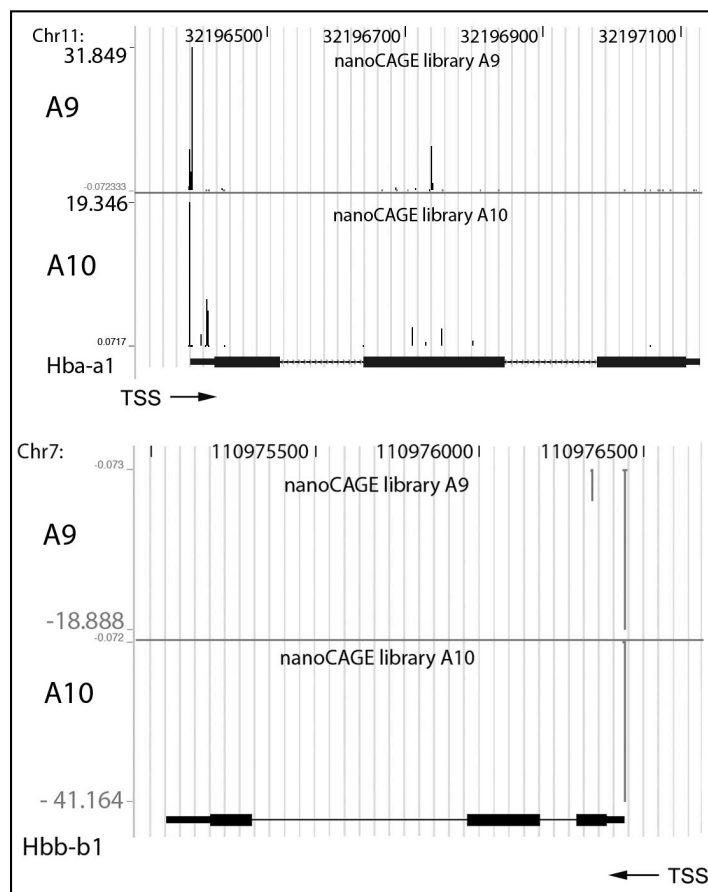 Chr11: 32196500 32196700 32196900 32197100
31.849
nanoCAGE library A9
A9
-0.072333
19.346
nanoCAGE library A10
A10
0.0717
Hba-a1
TSS
Chr7: 110975500 110976000 110976500
-0.073
nanoCAGE library A9
A9
-18.888
-0.072
nanoCAGE library A10
A10
- 41.164
Hbb-b1
TSS